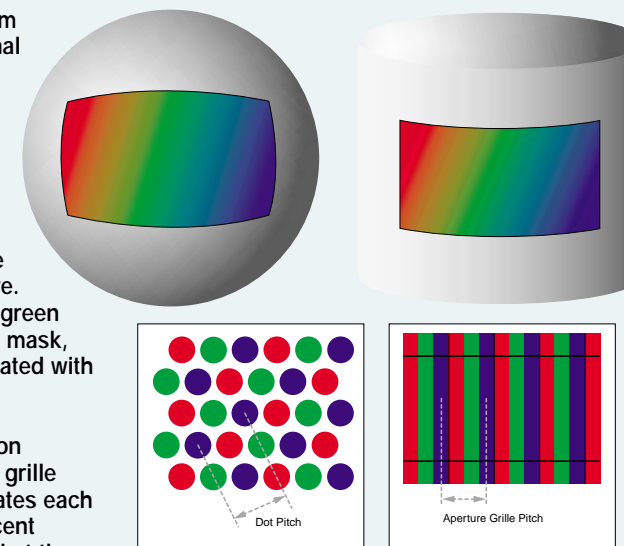 m
nal
e
e.
green
mask,
ated with
on
grille
ates each
cent
Dot Pitch
Aperture Grille Pitch